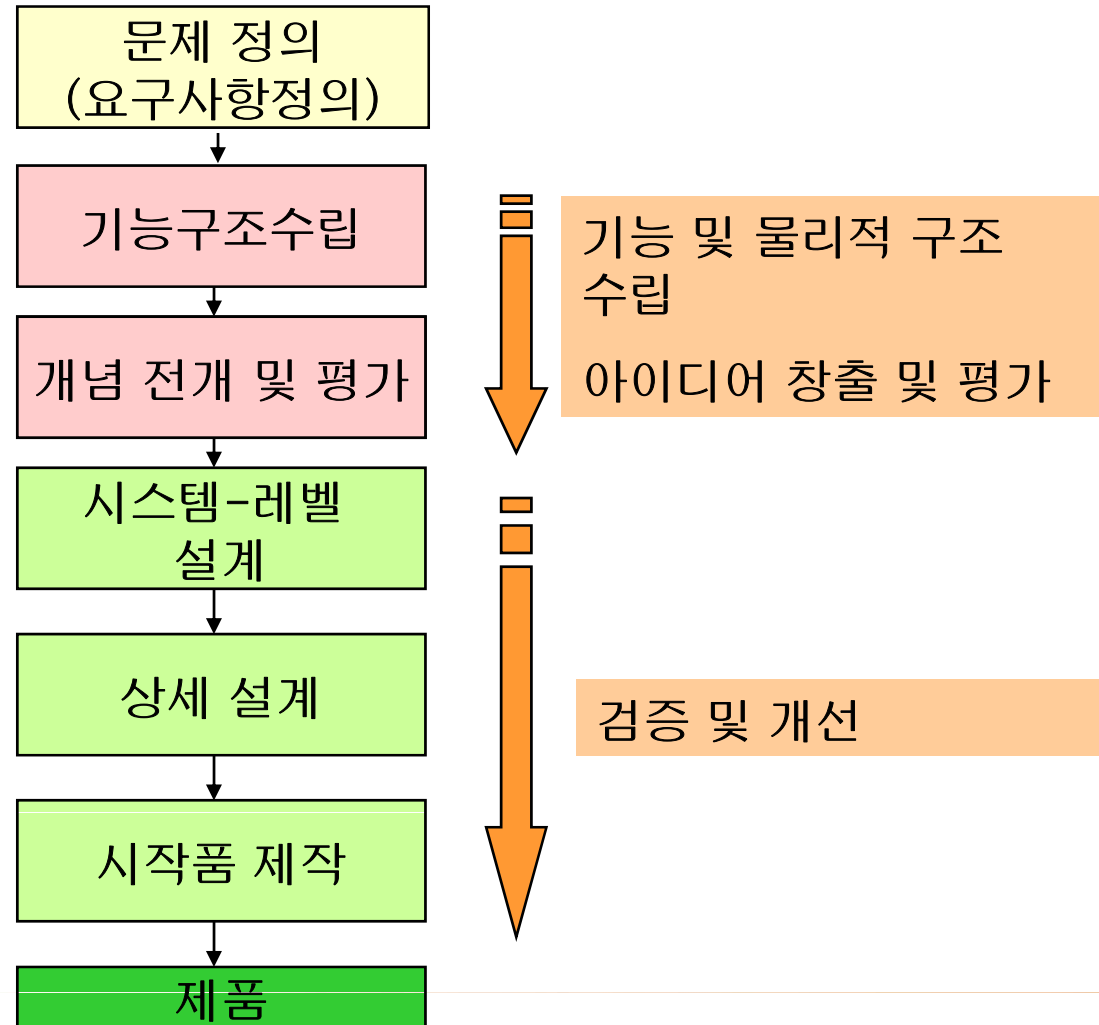 문제 정의
(요구사항정의)
기능구조수립
개념 전개 및 평가
시스템-레벨
설계
상세 설계
시작품 제작
제품
기능 및 물리적 구조
수립
아이디어 창출 및 평가
검증 및 개선